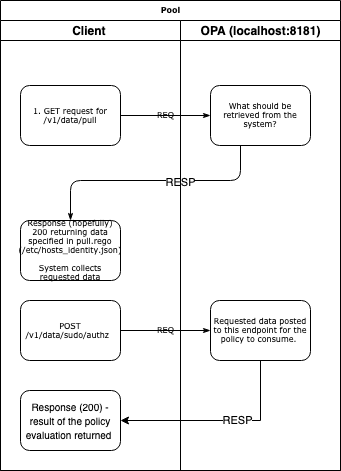 Pool
Client
OPA (localhost:8181)
1. GET request for
/v1/data/pull
REQ
What should be
retrieved from the
system?
RESP
Response (hopefully)
200 returning data
specified in pull.rego
(/etc/hosts_identity.json)
System collects
requested data
POST
/v1/data/sudo/authz
REQ
Requested data posted
to this endpoint for the
policy to consume.
Response (200) -
result of the policy
evaluation returned
RESP